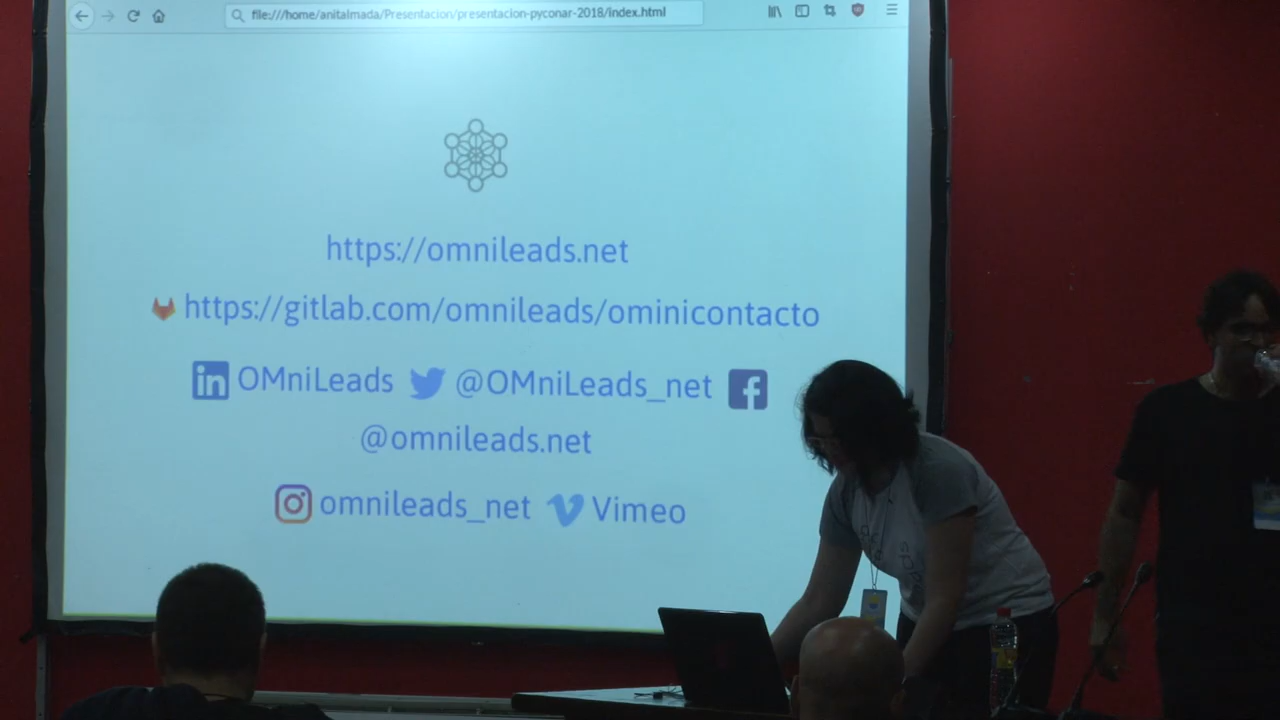 file:///home/anitalmada/Presentacion/presentacion-pyconar-2018/index.html
https://omnileads.net
https://gitlab.com/omnileads/ominicontacto
in OMniLeads @OMniLeads_net f
@omnileads.net
omnileads_net Vimeo